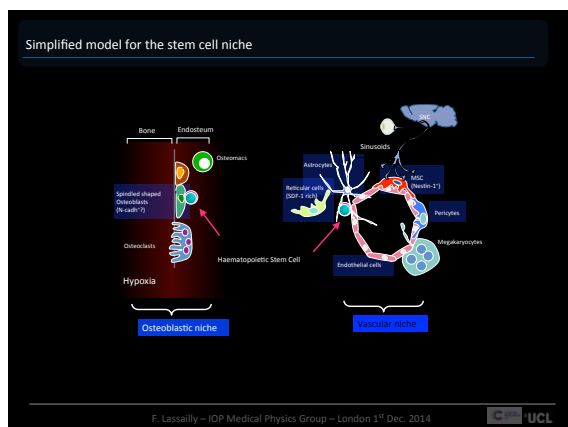 Simplified model for the stem cell niche
SNC
Bone
Endosteum
Sinusoids
Osteomacs
Astrocytes
MSC
(Nestin-1⁺)
Spindled shaped
Osteoblasts
(N-cadh⁺?)
Reticular cells
(SDF-1 rich)
Pericytes
Osteoclasts
Megakaryocytes
Haematopoietic Stem Cell
Endothelial cells
Hypoxia
Osteoblastic niche
Vascular niche
F. Lassailly – IOP Medical Physics Group – London 1st Dec. 2014
UCL